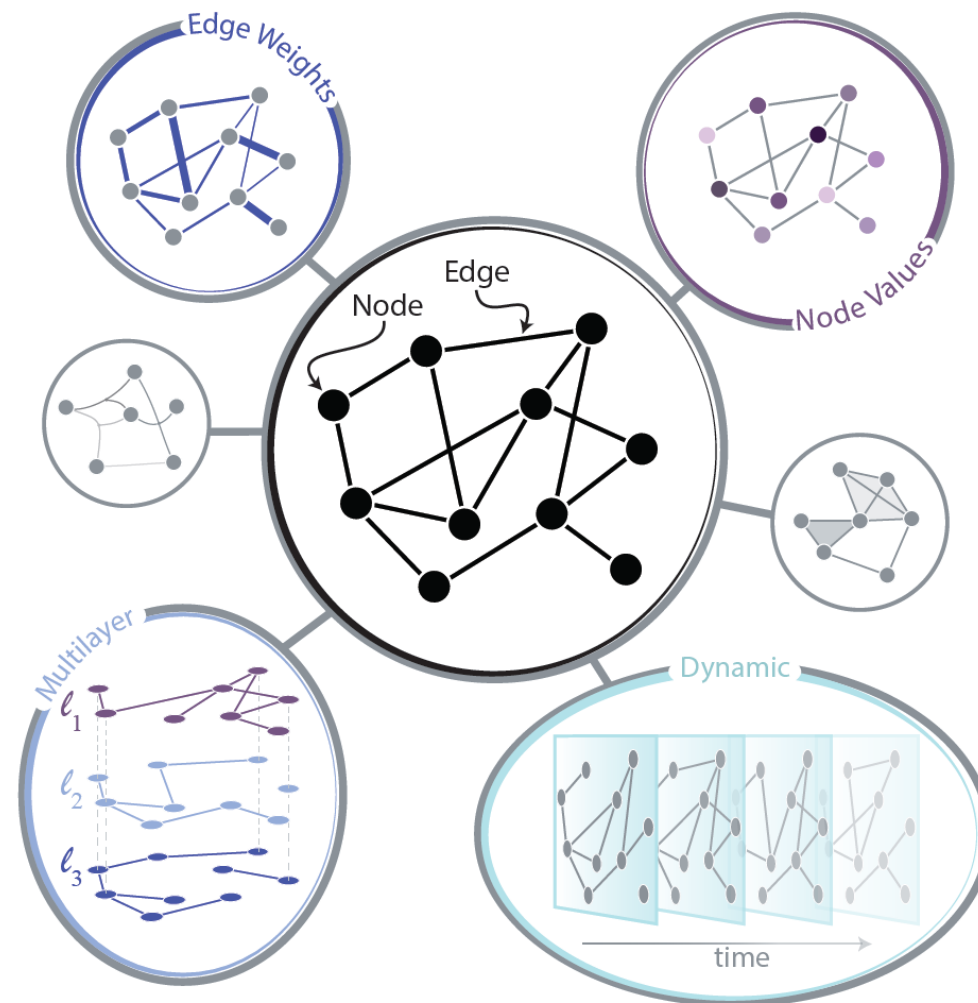 Edge Weights
Node Values
Edge
Node
Multilayer
ℓ1
ℓ2
ℓ3
Dynamic
time